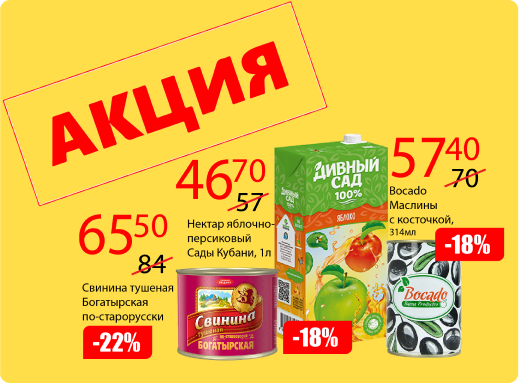 АКЦИЯ
46 70
57
Нектар яблочно-
персиковый
Сады Кубани, 1л
65 50
84
Свинина тушеная
Богатырская
по-старорусски
-22%
Свинина
тушеная
БОГАТЫРСКАЯ
ДИВНЫЙ
САД
100%
ЯБЛОКО
-18%
57 40
70
Bocado
Маслины
с косточкой,
314мл
-18%
Bocado